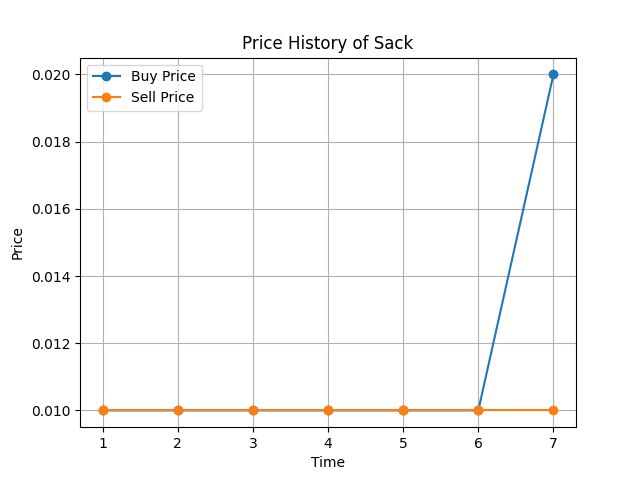 Price History of Sack
Buy Price
Sell Price
0.020
0.018
0.016
0.014
0.012
0.010
Price
1 2 3 4 5 6 7
Time